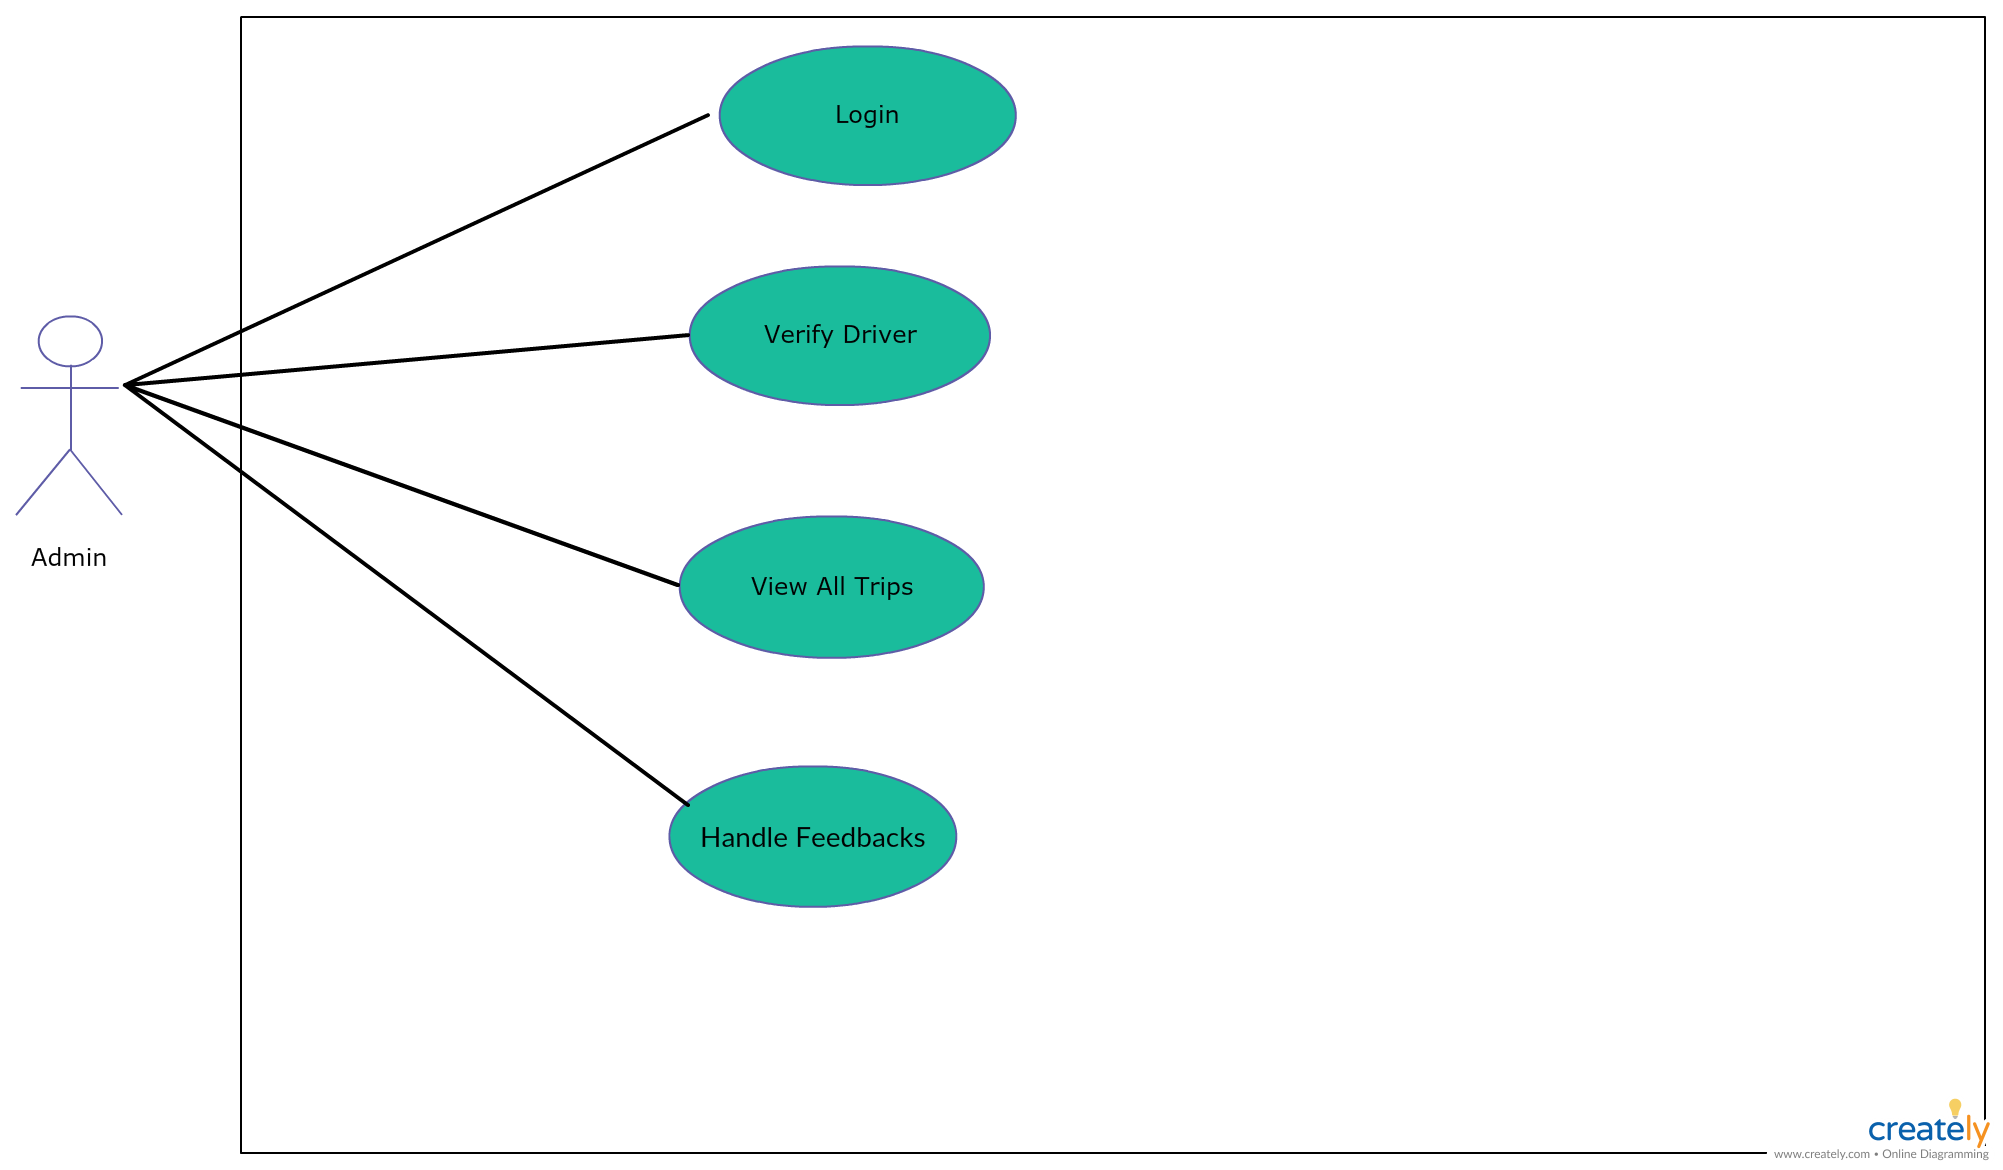 Login
Verify Driver
Admin
View All Trips
Handle Feedbacks
creately
www.creately.com • Online Diagramming